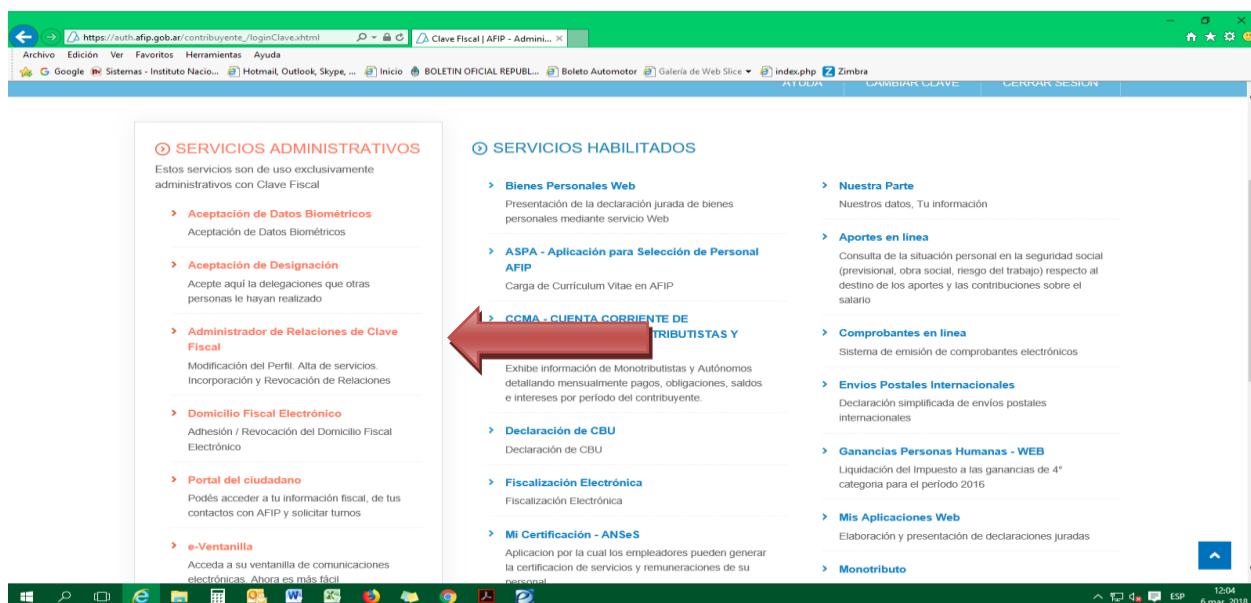 https://auth.afip.gob.ar/contribuyente_/loginClave.xhtml
Clave Fiscal | AFIP - Admini...
Archivo Edición Ver Favoritos Herramientas Ayuda
Google Sistemas - Instituto Nacio... Hotmail, Outlook, Skype, ... Inicio BOLETIN OFICIAL REPUBL... Boleto Automotor Galería de Web Slice index.php Zimbra
AYUDA CAMBIAR CLAVE CERRAR SESION
SERVICIOS ADMINISTRATIVOS
Estos servicios son de uso exclusivamente
administrativos con Clave Fiscal
Aceptación de Datos Biométricos
Aceptación de Datos Biométricos
Aceptación de Designación
Acepte aquí la delegaciones que otras
personas le hayan realizado
Administrador de Relaciones de Clave
Fiscal
Modificación del Perfil. Alta de servicios.
Incorporación y Revocación de Relaciones
Domicilio Fiscal Electrónico
Adhesión / Revocación del Domicilio Fiscal
Electrónico
Portal del ciudadano
Podés acceder a tu información fiscal, de tus
contactos con AFIP y solicitar turnos
e-Ventanilla
Acceda a su ventanilla de comunicaciones
electrónicas. Ahora es más fácil
SERVICIOS HABILITADOS
Bienes Personales Web
Presentación de la declaración jurada de bienes
personales mediante servicio Web
ASPA - Aplicación para Selección de Personal
AFIP
Carga de Currículum Vitae en AFIP
CCMA - CUENTA CORRIENTE DE
TRIBUTISTAS Y
Exhibe información de Monotributistas y Autónomos
detallando mensualmente pagos, obligaciones, saldos
e intereses por período del contribuyente.
Declaración de CBU
Declaración de CBU
Fiscalización Electrónica
Fiscalización Electrónica
Mi Certificación - ANSeS
Aplicacion por la cual los empleadores pueden generar
la certificacion de servicios y remuneraciones de su
personal
Nuestra Parte
Nuestros datos, Tu información
Aportes en línea
Consulta de la situación personal en la seguridad social
(previsional, obra social, riesgo del trabajo) respecto al
destino de los aportes y las contribuciones sobre el
salario
Comprobantes en línea
Sistema de emisión de comprobantes electrónicos
Envios Postales Internacionales
Declaración simplificada de envíos postales
internacionales
Ganancias Personas Humanas - WEB
Liquidación del Impuesto a las ganancias de 4°
categoria para el período 2016
Mis Aplicaciones Web
Elaboración y presentación de declaraciones juradas
Monotributo
ESP
12:04
6 mar. 2018